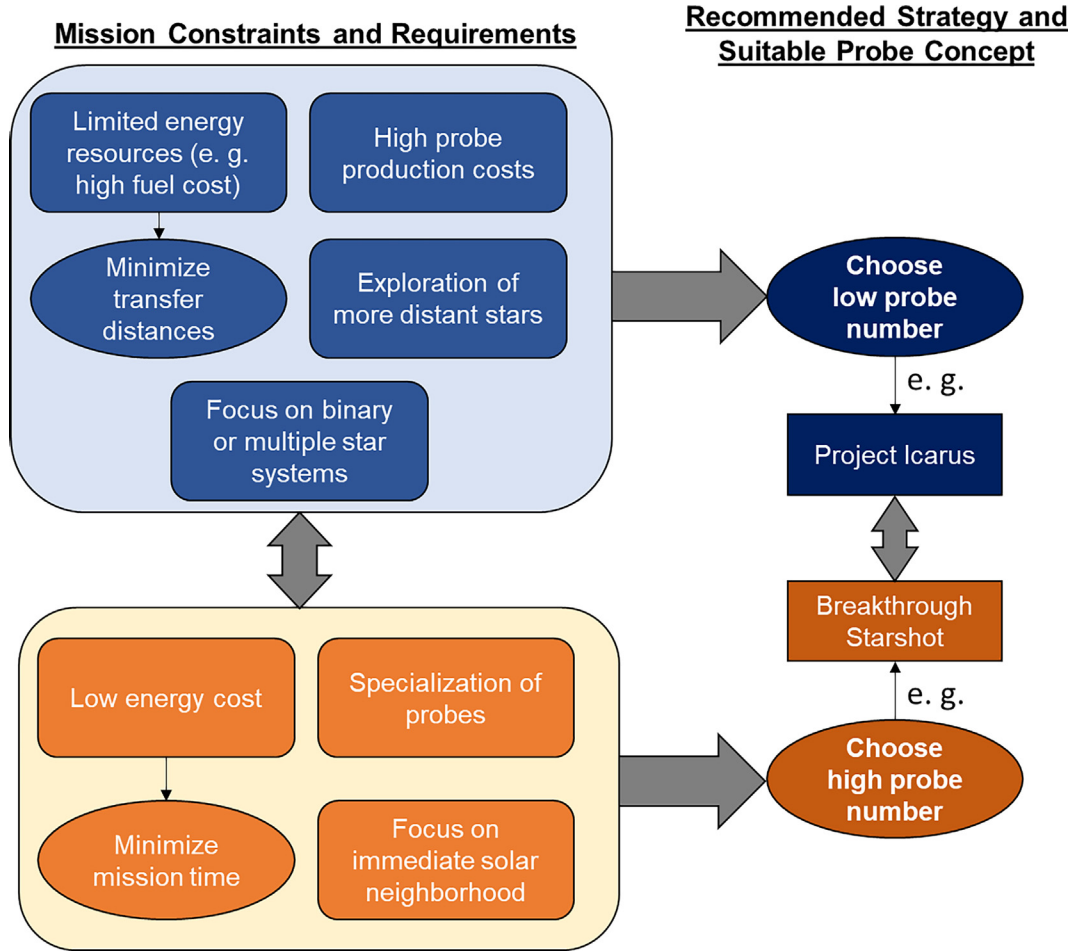 Mission Constraints and Requirements
Recommended Strategy and
Suitable Probe Concept
Limited energy
resources (e. g.
high fuel cost)
High probe
production costs
Minimize
transfer
distances
Exploration of
more distant stars
Focus on binary
or multiple star
systems
Choose
low probe
number
e. g.
Project Icarus
Breakthrough
Starshot
e. g.
Choose
high probe
number
Low energy cost
Specialization of
probes
Minimize
mission time
Focus on
immediate solar
neighborhood